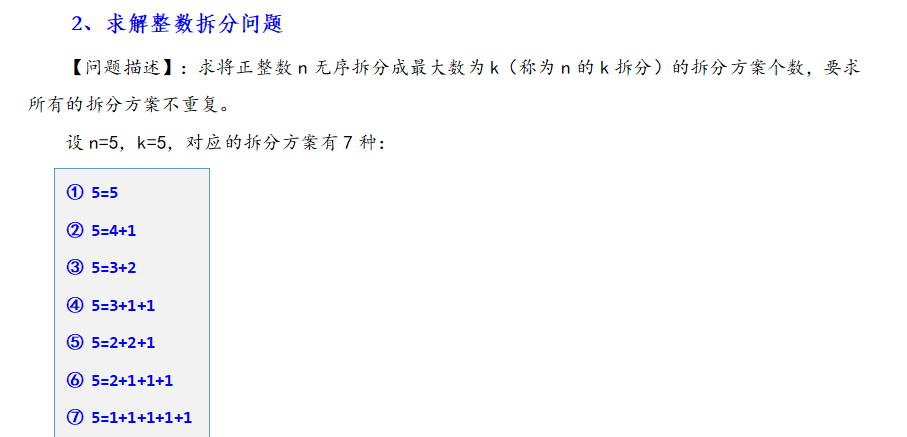 2、求解整数拆分问题
【问题描述】：求将正整数 n 无序拆分成最大数为 k（称为 n 的 k 拆分）的拆分方案个数，要求
所有的拆分方案不重复。
设 n=5，k=5，对应的拆分方案有 7 种：
① 5=5
② 5=4+1
③ 5=3+2
④ 5=3+1+1
⑤ 5=2+2+1
⑥ 5=2+1+1+1
⑦ 5=1+1+1+1+1